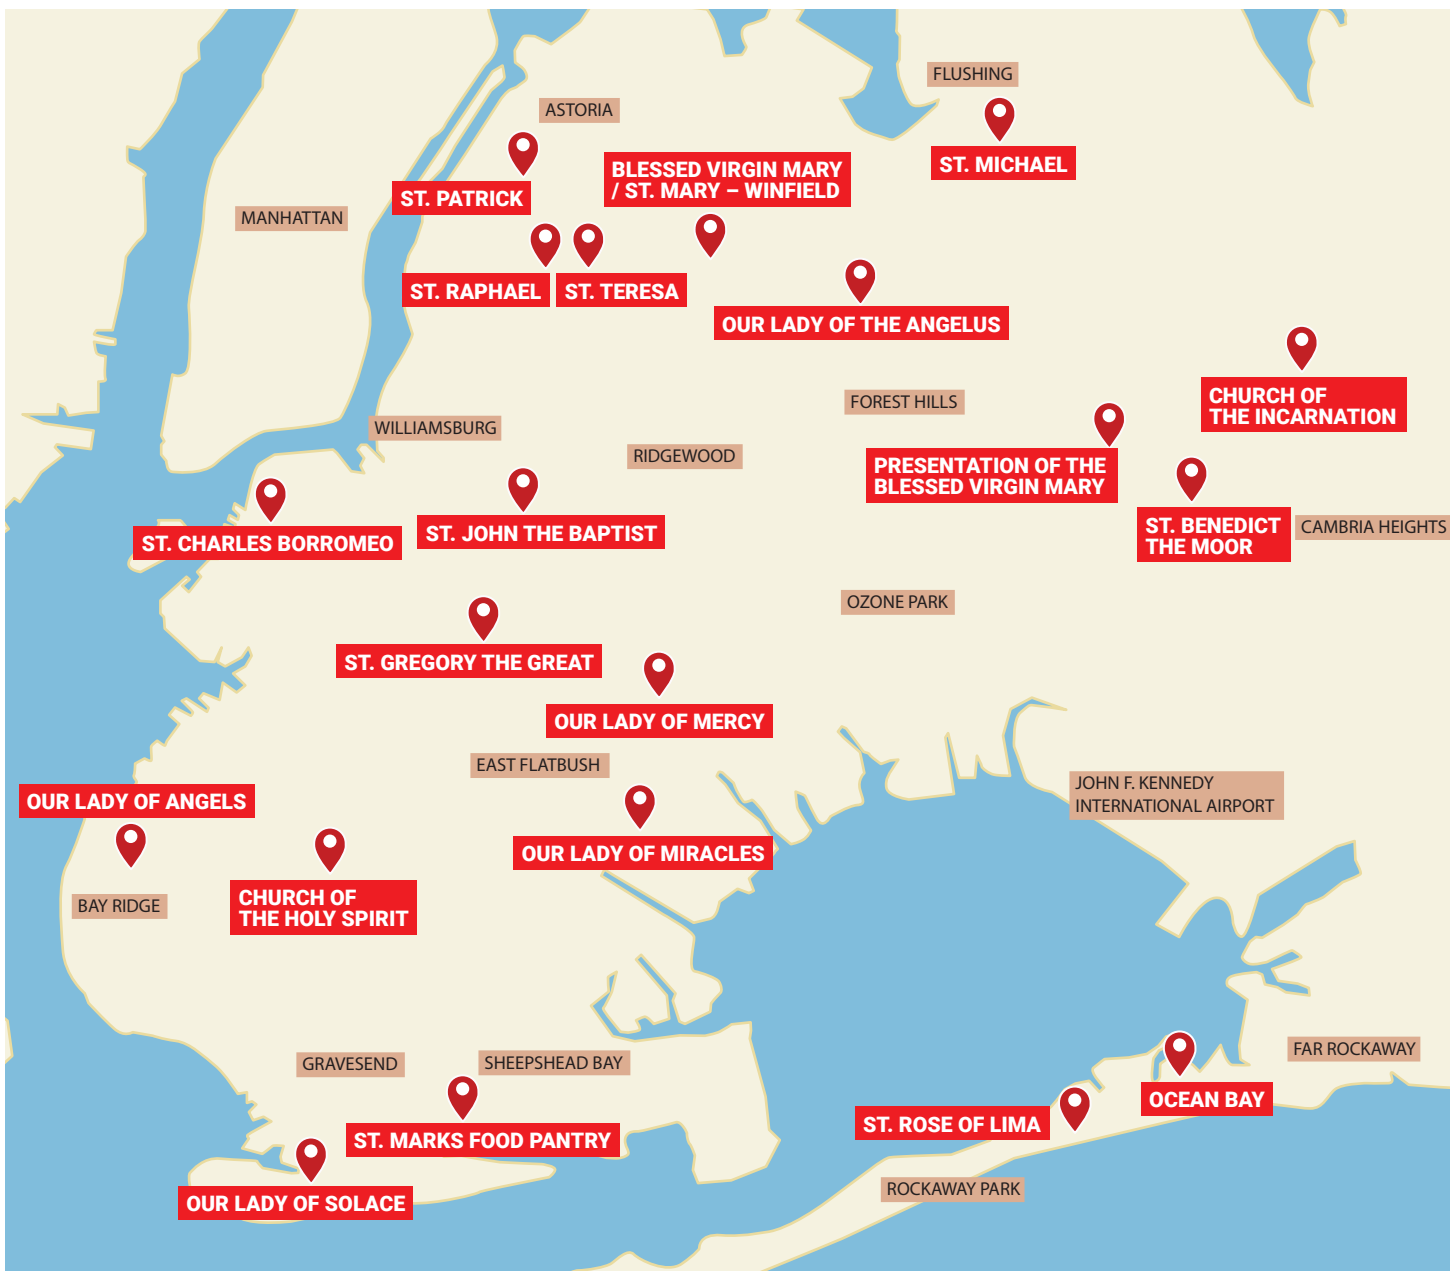 FLUSHING
ASTORIA
ST. MICHAEL
BLESSED VIRGIN MARY
/ ST. MARY – WINFIELD
ST. PATRICK
MANHATTAN
ST. RAPHAEL
ST. TERESA
OUR LADY OF THE ANGELUS
CHURCH OF
THE INCARNATION
FOREST HILLS
WILLIAMSBURG
RIDGEWOOD
PRESENTATION OF THE
BLESSED VIRGIN MARY
ST. BENEDICT
THE MOOR
CAMBRIA HEIGHTS
ST. JOHN THE BAPTIST
ST. CHARLES BORROMEO
OZONE PARK
ST. GREGORY THE GREAT
OUR LADY OF MERCY
EAST FLATBUSH
JOHN F. KENNEDY
INTERNATIONAL AIRPORT
OUR LADY OF ANGELS
OUR LADY OF MIRACLES
BAY RIDGE
CHURCH OF
THE HOLY SPIRIT
GRAVESEND
SHEEPSHEAD BAY
FAR ROCKAWAY
OCEAN BAY
ST. ROSE OF LIMA
ST. MARKS FOOD PANTRY
ROCKAWAY PARK
OUR LADY OF SOLACE